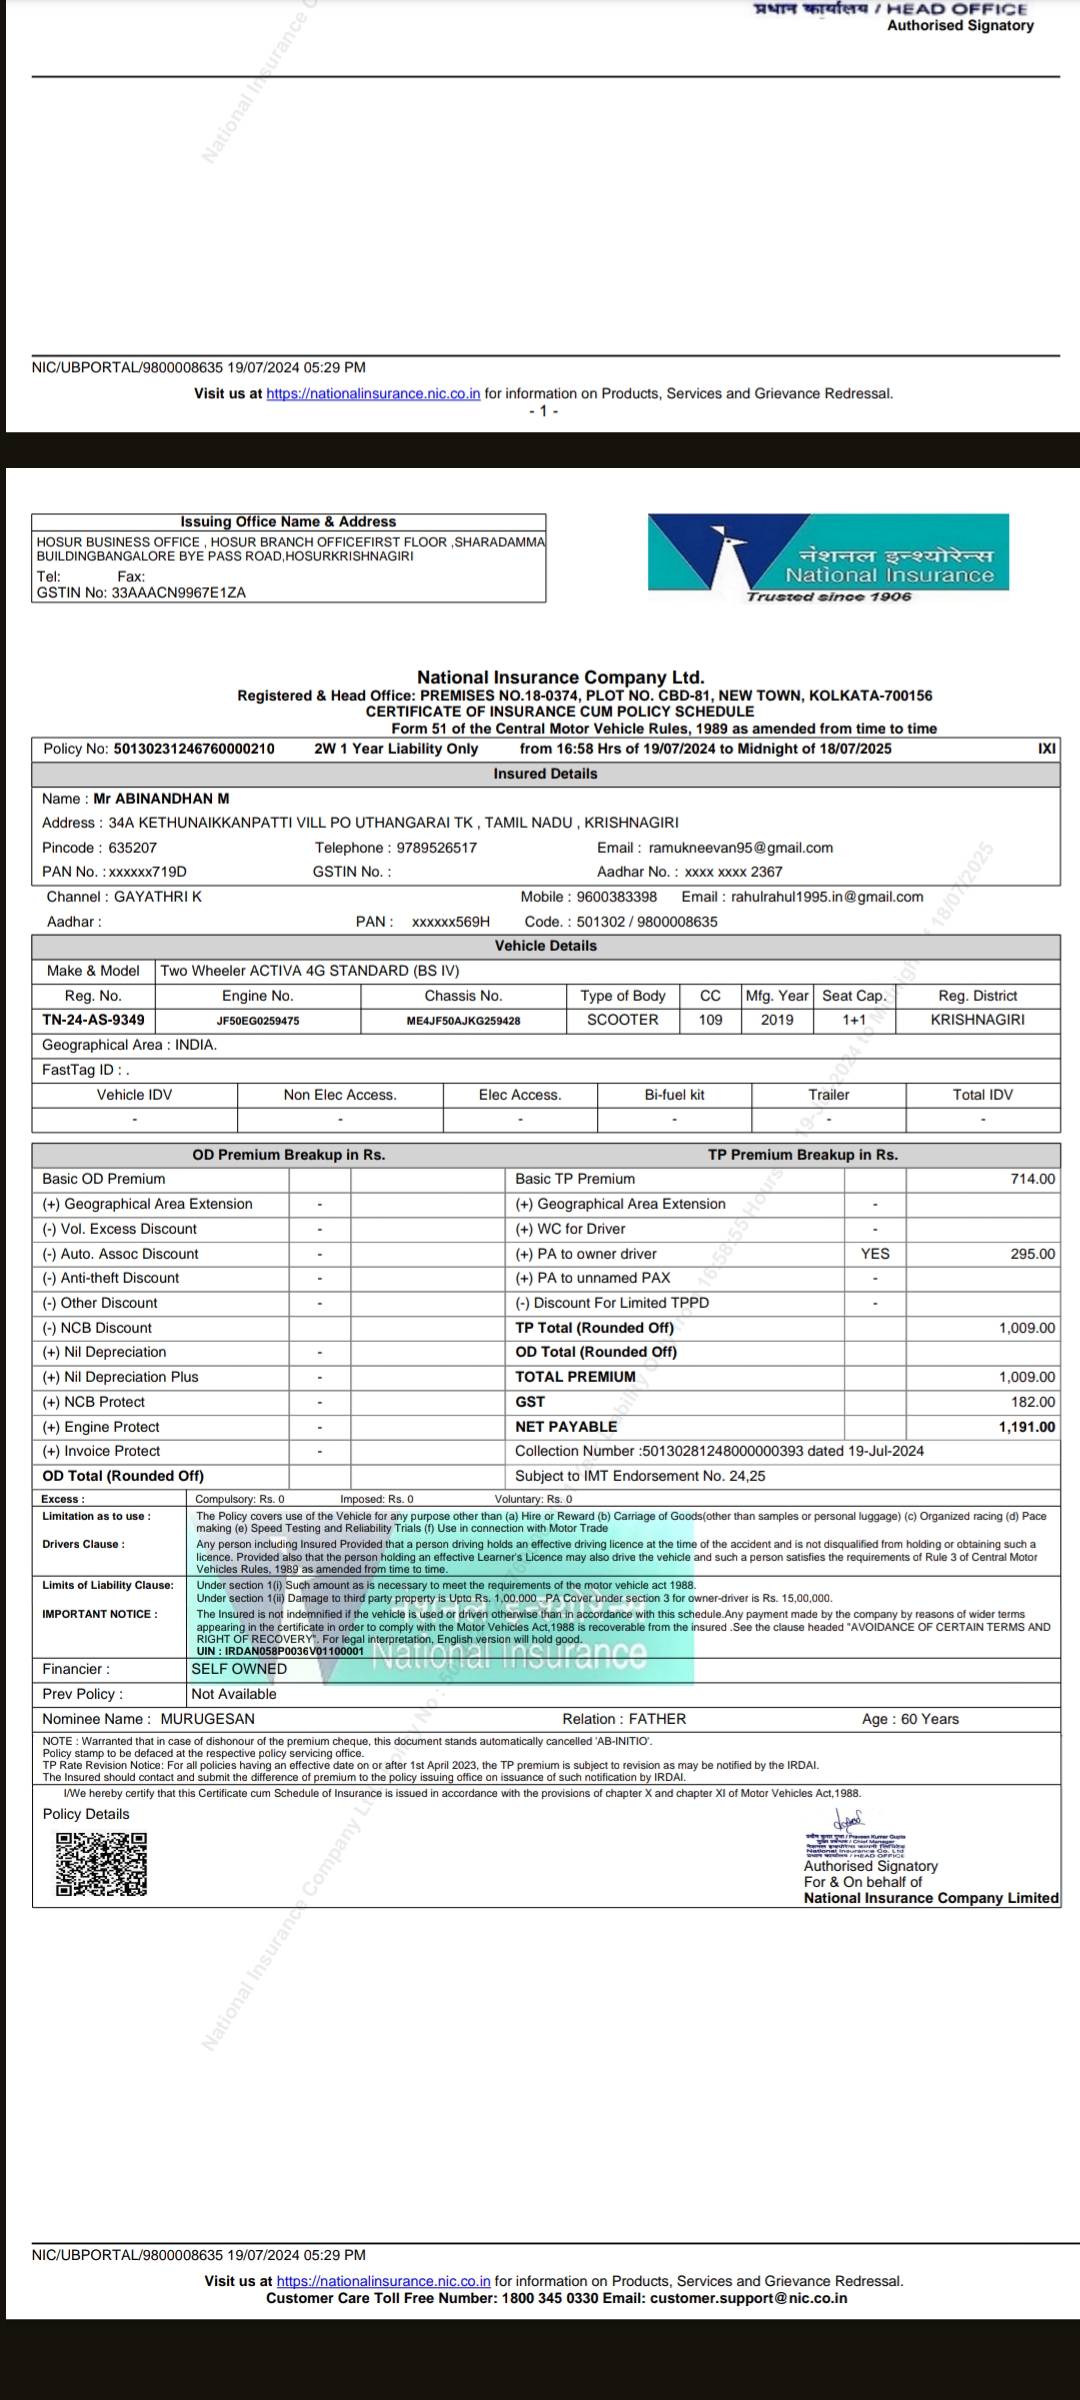 प्रधान कार्यालय / HEAD OFFICE
Authorised Signatory
National Insurance C
NIC/UBPORTAL/9800008635 19/07/2024 05:29 PM
Visit us at https://nationalinsurance.nic.co.in for information on Products, Services and Grievance Redressal.
- 1 -
Issuing Office Name & Address
HOSUR BUSINESS OFFICE , HOSUR BRANCH OFFICEFIRST FLOOR ,SHARADAMMA
BUILDINGBANGALORE BYE PASS ROAD,HOSURKRISHNAGIRI
Tel: Fax:
GSTIN No: 33AAACN9967E1ZA
नेशनल इन्श्योरेन्स
National Insurance
Trusted since 1906
National Insurance Company Ltd.
Registered & Head Office: PREMISES NO.18-0374, PLOT NO. CBD-81, NEW TOWN, KOLKATA-700156
CERTIFICATE OF INSURANCE CUM POLICY SCHEDULE
Form 51 of the Central Motor Vehicle Rules, 1989 as amended from time to time
Policy No: 50130231246760000210 2W 1 Year Liability Only from 16:58 Hrs of 19/07/2024 to Midnight of 18/07/2025 IXI
Insured Details
Name : Mr ABINANDHAN M
Address : 34A KETHUNAIKKANPATTI VILL PO UTHANGARAI TK , TAMIL NADU , KRISHNAGIRI
Pincode : 635207 Telephone : 9789526517 Email : ramukneevan95@gmail.com
PAN No. : xxxxxx719D GSTIN No. : Aadhar No. : xxxx xxxx 2367
Channel : GAYATHRI K Mobile : 9600383398 Email : rahulrahul1995.in@gmail.com
Aadhar : PAN : xxxxxx569H Code. : 501302 / 9800008635
Vehicle Details
Make & Model Two Wheeler ACTIVA 4G STANDARD (BS IV)
Reg. No. Engine No. Chassis No. Type of Body CC Mfg. Year Seat Cap. Reg. District
TN-24-AS-9349 JF50EG0259475 ME4JF50AJKG259428 SCOOTER 109 2019 1+1 KRISHNAGIRI
Geographical Area : INDIA.
FastTag ID : .
Vehicle IDV Non Elec Access. Elec Access. Bi-fuel kit Trailer Total IDV
- - - - - -
OD Premium Breakup in Rs. TP Premium Breakup in Rs.
Basic OD Premium Basic TP Premium 714.00
(+) Geographical Area Extension - (+) Geographical Area Extension -
(-) Vol. Excess Discount - (+) WC for Driver -
(-) Auto. Assoc Discount - (+) PA to owner driver YES 295.00
(-) Anti-theft Discount - (+) PA to unnamed PAX -
(-) Other Discount - (-) Discount For Limited TPPD -
(-) NCB Discount TP Total (Rounded Off) 1,009.00
(+) Nil Depreciation - OD Total (Rounded Off)
(+) Nil Depreciation Plus - TOTAL PREMIUM 1,009.00
(+) NCB Protect - GST 182.00
(+) Engine Protect - NET PAYABLE 1,191.00
(+) Invoice Protect - Collection Number :50130281248000000393 dated 19-Jul-2024
OD Total (Rounded Off) Subject to IMT Endorsement No. 24,25
Excess : Compulsory: Rs. 0 Imposed: Rs. 0 Voluntary: Rs. 0
Limitation as to use : The Policy covers use of the Vehicle for any purpose other than (a) Hire or Reward (b) Carriage of Goods(other than samples or personal luggage) (c) Organized racing (d) Pace
making (e) Speed Testing and Reliability Trials (f) Use in connection with Motor Trade
Drivers Clause : Any person including Insured Provided that a person driving holds an effective driving licence at the time of the accident and is not disqualified from holding or obtaining such a
licence. Provided also that the person holding an effective Learner's Licence may also drive the vehicle and such a person satisfies the requirements of Rule 3 of Central Motor
Vehicles Rules, 1989 as amended from time to time.
Limits of Liability Clause: Under section 1(i) Such amount as is necessary to meet the requirements of the motor vehicle act 1988.
Under section 1(ii) Damage to third party property is Upto Rs. 1,00,000 . PA Cover under section 3 for owner-driver is Rs. 15,00,000.
IMPORTANT NOTICE : The Insured is not indemnified if the vehicle is used or driven otherwise than in accordance with this schedule.Any payment made by the company by reasons of wider terms
appearing in the certificate in order to comply with the Motor Vehicles Act,1988 is recoverable from the insured .See the clause headed "AVOIDANCE OF CERTAIN TERMS AND
RIGHT OF RECOVERY". For legal interpretation, English version will hold good.
UIN : IRDAN058P0036V01100001
नेशनल इन्श्योरेन्स
National Insurance
Financier : SELF OWNED
Prev Policy : Not Available
Nominee Name : MURUGESAN Relation : FATHER Age : 60 Years
NOTE : Warranted that in case of dishonour of the premium cheque, this document stands automatically cancelled 'AB-INITIO'.
Policy stamp to be defaced at the respective policy servicing office.
TP Rate Revision Notice: For all policies having an effective date on or after 1st April 2023, the TP premium is subject to revision as may be notified by the IRDAI.
The Insured should contact and submit the difference of premium to the policy issuing office on issuance of such notification by IRDAI.
I/We hereby certify that this Certificate cum Schedule of Insurance is issued in accordance with the provisions of chapter X and chapter XI of Motor Vehicles Act,1988.
Policy Details
प्रवीन कुमार गुप्ता / Praveen Kumar Gupta
मुख्य प्रबन्धक / Chief Manager
National Insurance Co. Ltd
प्रधान कार्यालय / HEAD OFFICE
Authorised Signatory
For & On behalf of
National Insurance Company Limited
NIC/UBPORTAL/9800008635 19/07/2024 05:29 PM
Visit us at https://nationalinsurance.nic.co.in for information on Products, Services and Grievance Redressal.
Customer Care Toll Free Number: 1800 345 0330 Email: customer.support@nic.co.in